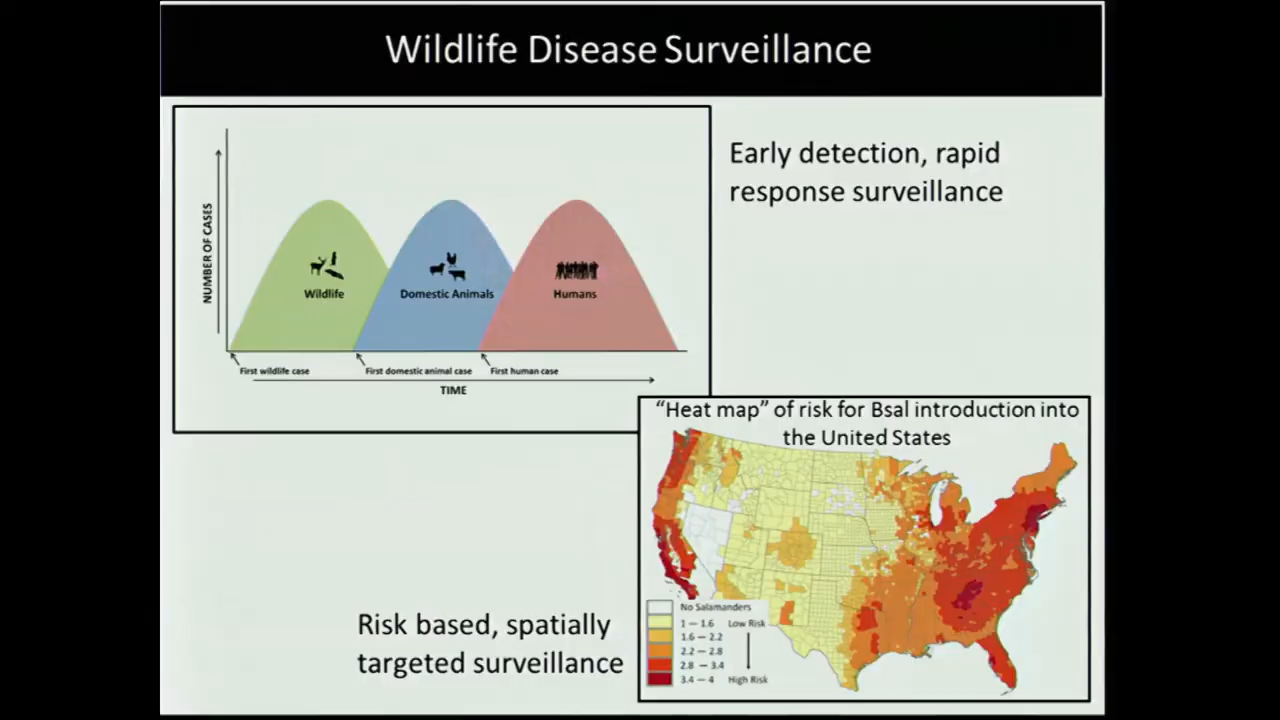 Wildlife Disease Surveillance
NUMBER OF CASES
Wildlife
Domestic Animals
Humans
First wildlife case
First domestic animal case
First human case
TIME
Early detection, rapid
response surveillance
Risk based, spatially
targeted surveillance
“Heat map” of risk for Bsal introduction into
the United States
No Salamanders
1 — 1.6 Low Risk
1.6 — 2.2
2.2 — 2.8
2.8 — 3.4
3.4 — 4 High Risk